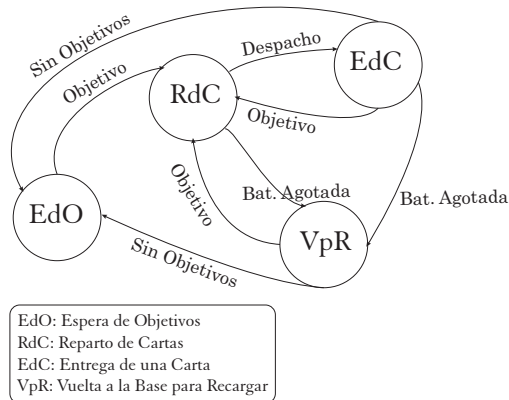 Sin Objetivos
Despacho
EdC
Objetivo
RdC
Objetivo
Objetivo
Bat. Agotada
Bat. Agotada
EdO
VpR
Sin Objetivos
EdO: Espera de Objetivos
RdC: Reparto de Cartas
EdC: Entrega de una Carta
VpR: Vuelta a la Base para Recargar